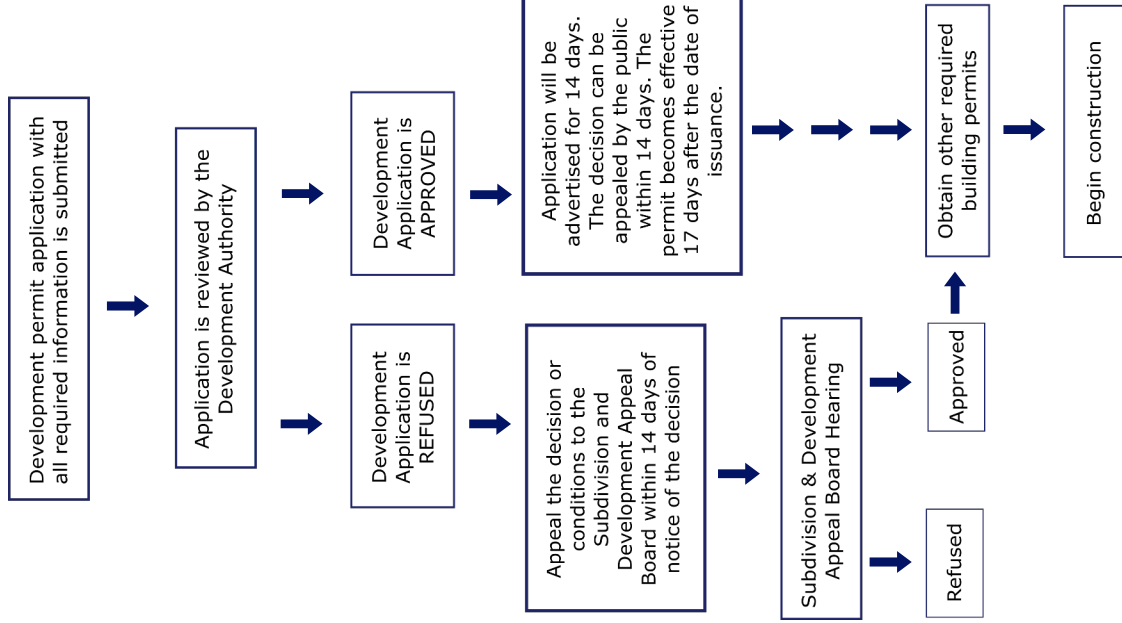 Development permit application with
all required information is submitted
Application is reviewed by the
Development Authority
Development
Application is
REFUSED
Development
Application is
APPROVED
Appeal the decision or
conditions to the
Subdivision and
Development Appeal
Board within 14 days of
notice of the decision
Application will be
advertised for 14 days.
The decision can be
appealed by the public
within 14 days. The
permit becomes effective
17 days after the date of
issuance.
Subdivision & Development
Appeal Board Hearing
Refused
Approved
Obtain other required
building permits
Begin construction